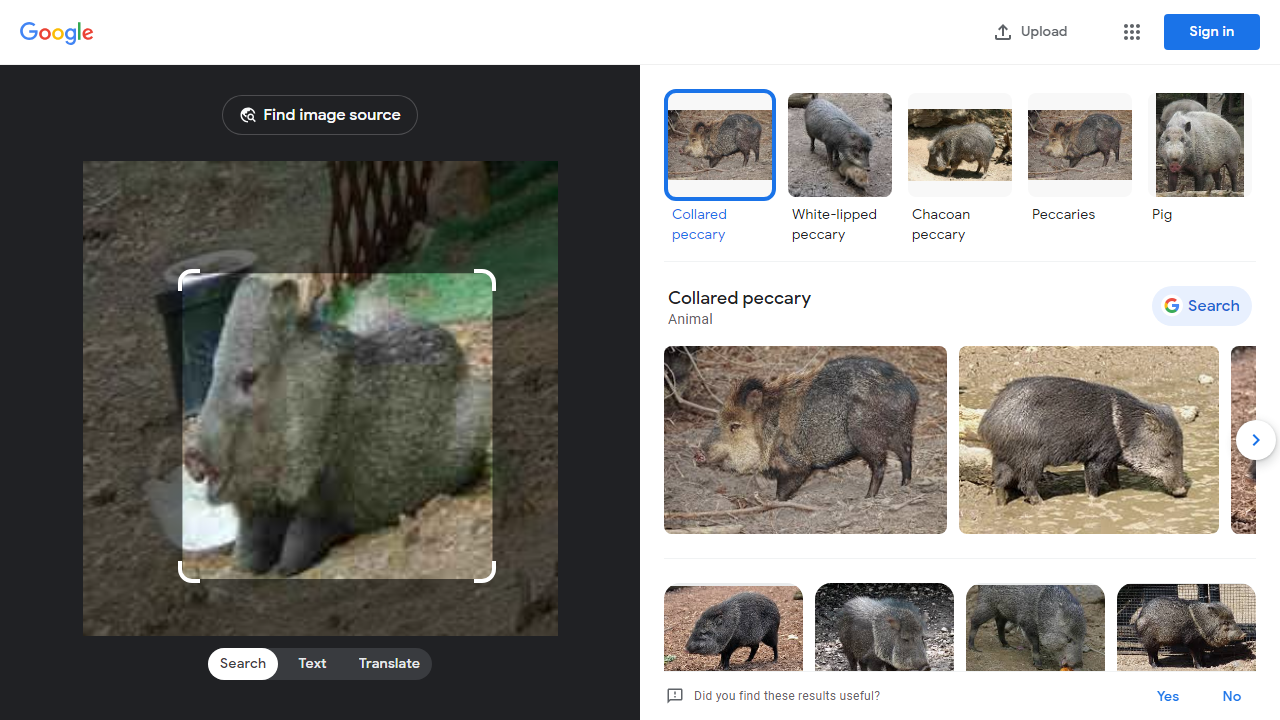 Google
Upload
Sign in
Find image source
Collared
peccary
White-lipped
peccary
Chacoan
peccary
Peccaries
Pig
Collared peccary
Animal
Search
Search
Text
Translate
Did you find these results useful?
Yes
No